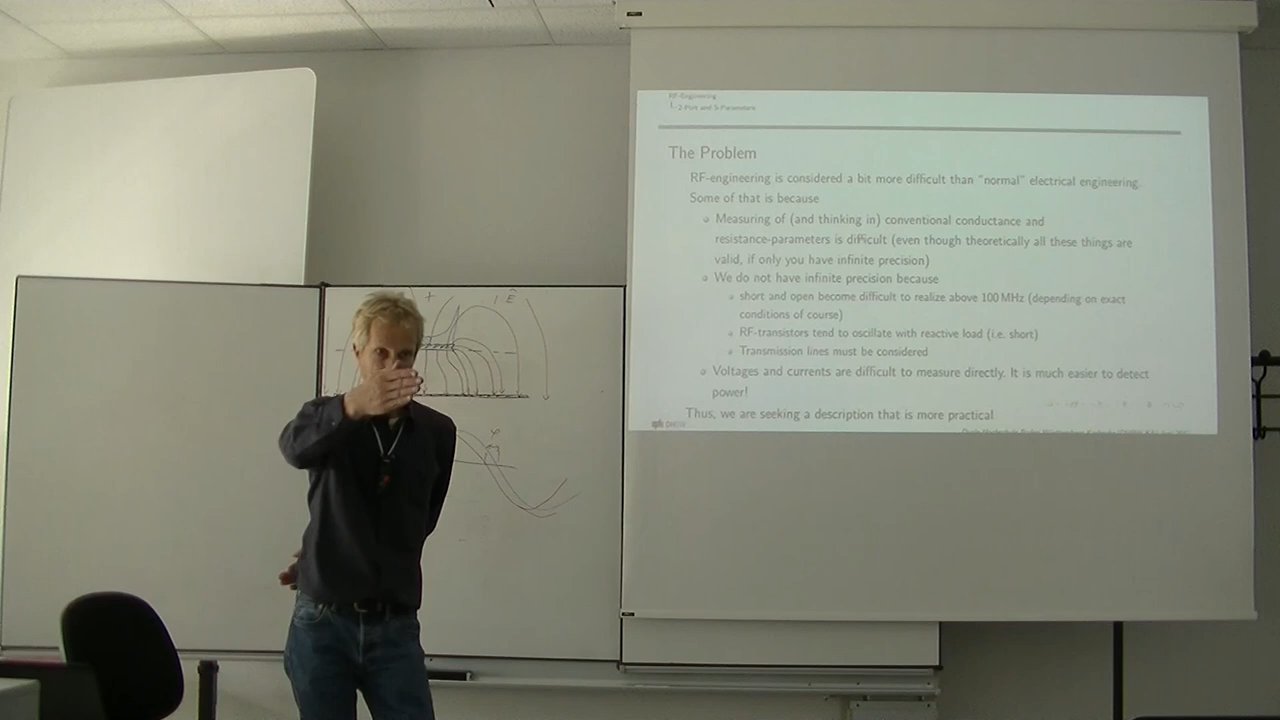 RF-Engineering
2-Port and S-Parameters
The Problem
RF-engineering is considered a bit more difficult than "normal" electrical engineering.
Some of that is because
Measuring of (and thinking in) conventional conductance and
resistance-parameters is difficult (even though theoretically all these things are
valid, if only you have infinite precision)
We do not have infinite precision because
short and open become difficult to realize above 100 MHz (depending on exact
conditions of course)
RF-transistors tend to oscillate with reactive load (i.e. short)
Transmission lines must be considered
Voltages and currents are difficult to measure directly. It is much easier to detect
power!
Thus, we are seeking a description that is more practical